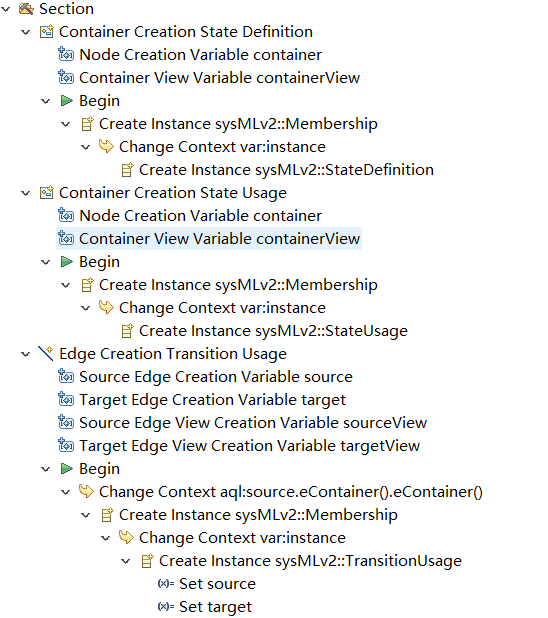 Section
Container Creation State Definition
Node Creation Variable container
Container View Variable containerView
Begin
Create Instance sysMLv2::Membership
Change Context var:instance
Create Instance sysMLv2::StateDefinition
Container Creation State Usage
Node Creation Variable container
Container View Variable containerView
Begin
Create Instance sysMLv2::Membership
Change Context var:instance
Create Instance sysMLv2::StateUsage
Edge Creation Transition Usage
Source Edge Creation Variable source
Target Edge Creation Variable target
Source Edge View Creation Variable sourceView
Target Edge View Creation Variable targetView
Begin
Change Context aql:source.eContainer().eContainer()
Create Instance sysMLv2::Membership
Change Context var:instance
Create Instance sysMLv2::TransitionUsage
(x)= Set source
(x)= Set target